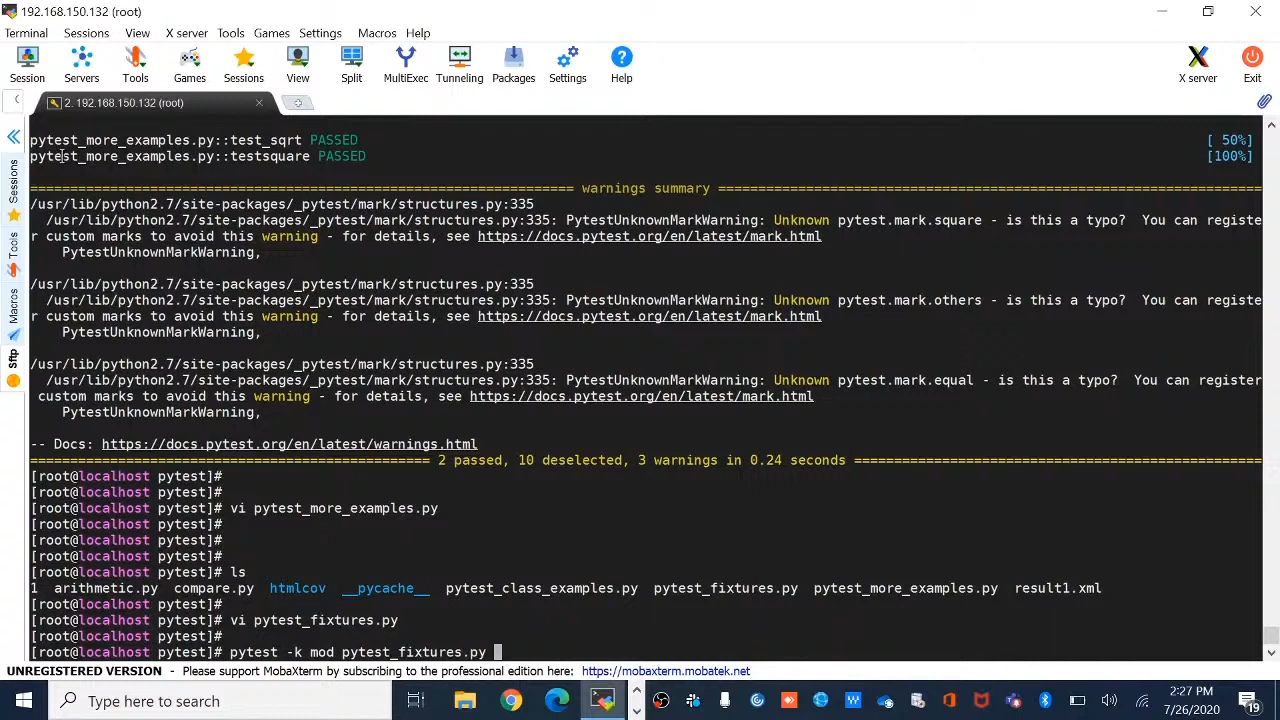 192.168.150.132 (root)
Terminal Sessions View X server Tools Games Settings Macros Help
Session Servers Tools Games Sessions View Split MultiExec Tunneling Packages Settings Help X server Exit
2. 192.168.150.132 (root)
Sessions
Tools
Macros
Sftp
pytest_more_examples.py::test_sqrt PASSED [ 50%]
pytest_more_examples.py::testsquare PASSED [100%]
==================================================================== warnings summary =====================================================================
/usr/lib/python2.7/site-packages/_pytest/mark/structures.py:335
/usr/lib/python2.7/site-packages/_pytest/mark/structures.py:335: PytestUnknownMarkWarning: Unknown pytest.mark.square - is this a typo?  You can registe
r custom marks to avoid this warning - for details, see https://docs.pytest.org/en/latest/mark.html
PytestUnknownMarkWarning,
/usr/lib/python2.7/site-packages/_pytest/mark/structures.py:335
/usr/lib/python2.7/site-packages/_pytest/mark/structures.py:335: PytestUnknownMarkWarning: Unknown pytest.mark.others - is this a typo?  You can registe
r custom marks to avoid this warning - for details, see https://docs.pytest.org/en/latest/mark.html
PytestUnknownMarkWarning,
/usr/lib/python2.7/site-packages/_pytest/mark/structures.py:335
/usr/lib/python2.7/site-packages/_pytest/mark/structures.py:335: PytestUnknownMarkWarning: Unknown pytest.mark.equal - is this a typo?  You can register
custom marks to avoid this warning - for details, see https://docs.pytest.org/en/latest/mark.html
PytestUnknownMarkWarning,
-- Docs: https://docs.pytest.org/en/latest/warnings.html
================================================== 2 passed, 10 deselected, 3 warnings in 0.24 seconds ====================================================
[root@localhost pytest]#
[root@localhost pytest]#
[root@localhost pytest]# vi pytest_more_examples.py
[root@localhost pytest]#
[root@localhost pytest]#
[root@localhost pytest]#
[root@localhost pytest]# ls
1  arithmetic.py  compare.py  htmlcov  __pycache__  pytest_class_examples.py  pytest_fixtures.py  pytest_more_examples.py  result1.xml
[root@localhost pytest]#
[root@localhost pytest]# vi pytest_fixtures.py
[root@localhost pytest]#
[root@localhost pytest]# pytest -k mod pytest_fixtures.py
UNREGISTERED VERSION - Please support MobaXterm by subscribing to the professional edition here: https://mobaxterm.mobatek.net
Type here to search
2:27 PM
7/26/2020
19